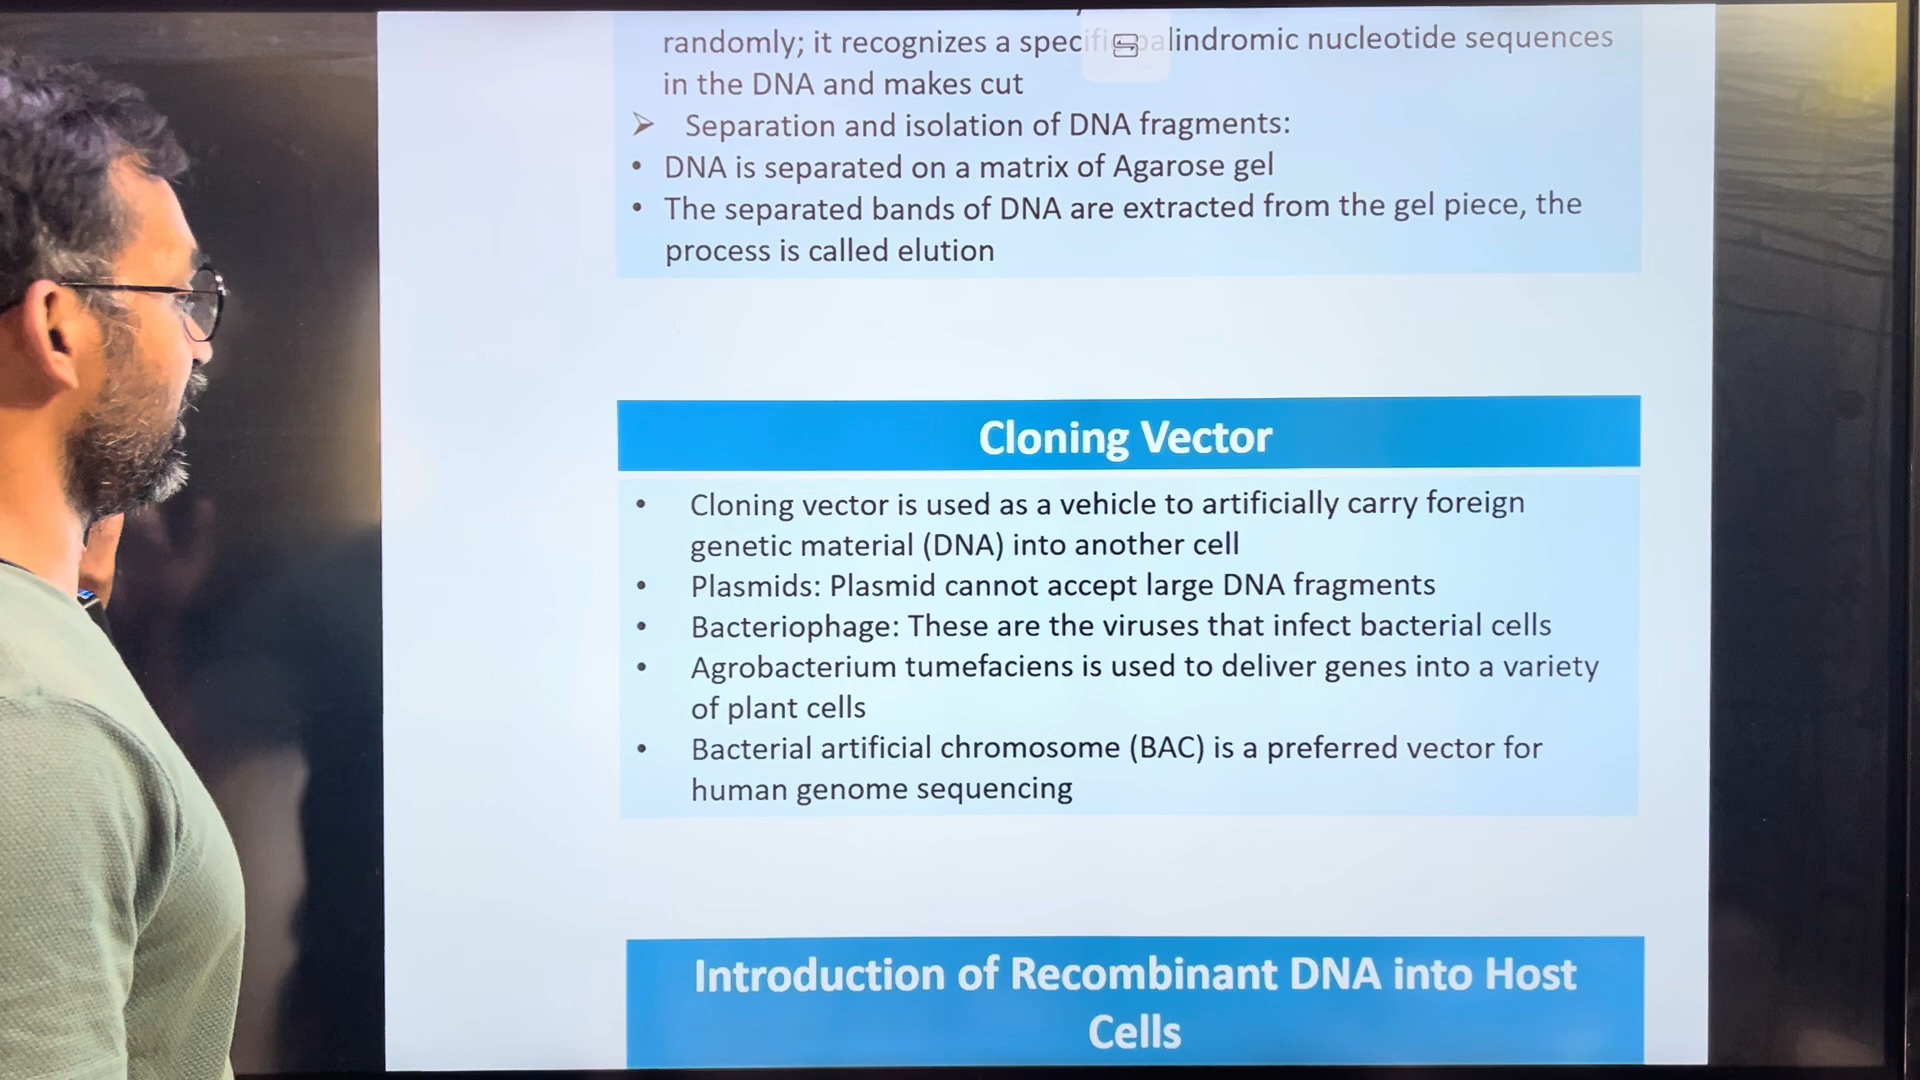 randomly; it recognizes a specific palindromic nucleotide sequences
in the DNA and makes cut
➢ Separation and isolation of DNA fragments:
• DNA is separated on a matrix of Agarose gel
• The separated bands of DNA are extracted from the gel piece, the
process is called elution
Cloning Vector
• Cloning vector is used as a vehicle to artificially carry foreign
genetic material (DNA) into another cell
• Plasmids: Plasmid cannot accept large DNA fragments
• Bacteriophage: These are the viruses that infect bacterial cells
• Agrobacterium tumefaciens is used to deliver genes into a variety
of plant cells
• Bacterial artificial chromosome (BAC) is a preferred vector for
human genome sequencing
Introduction of Recombinant DNA into Host
Cells